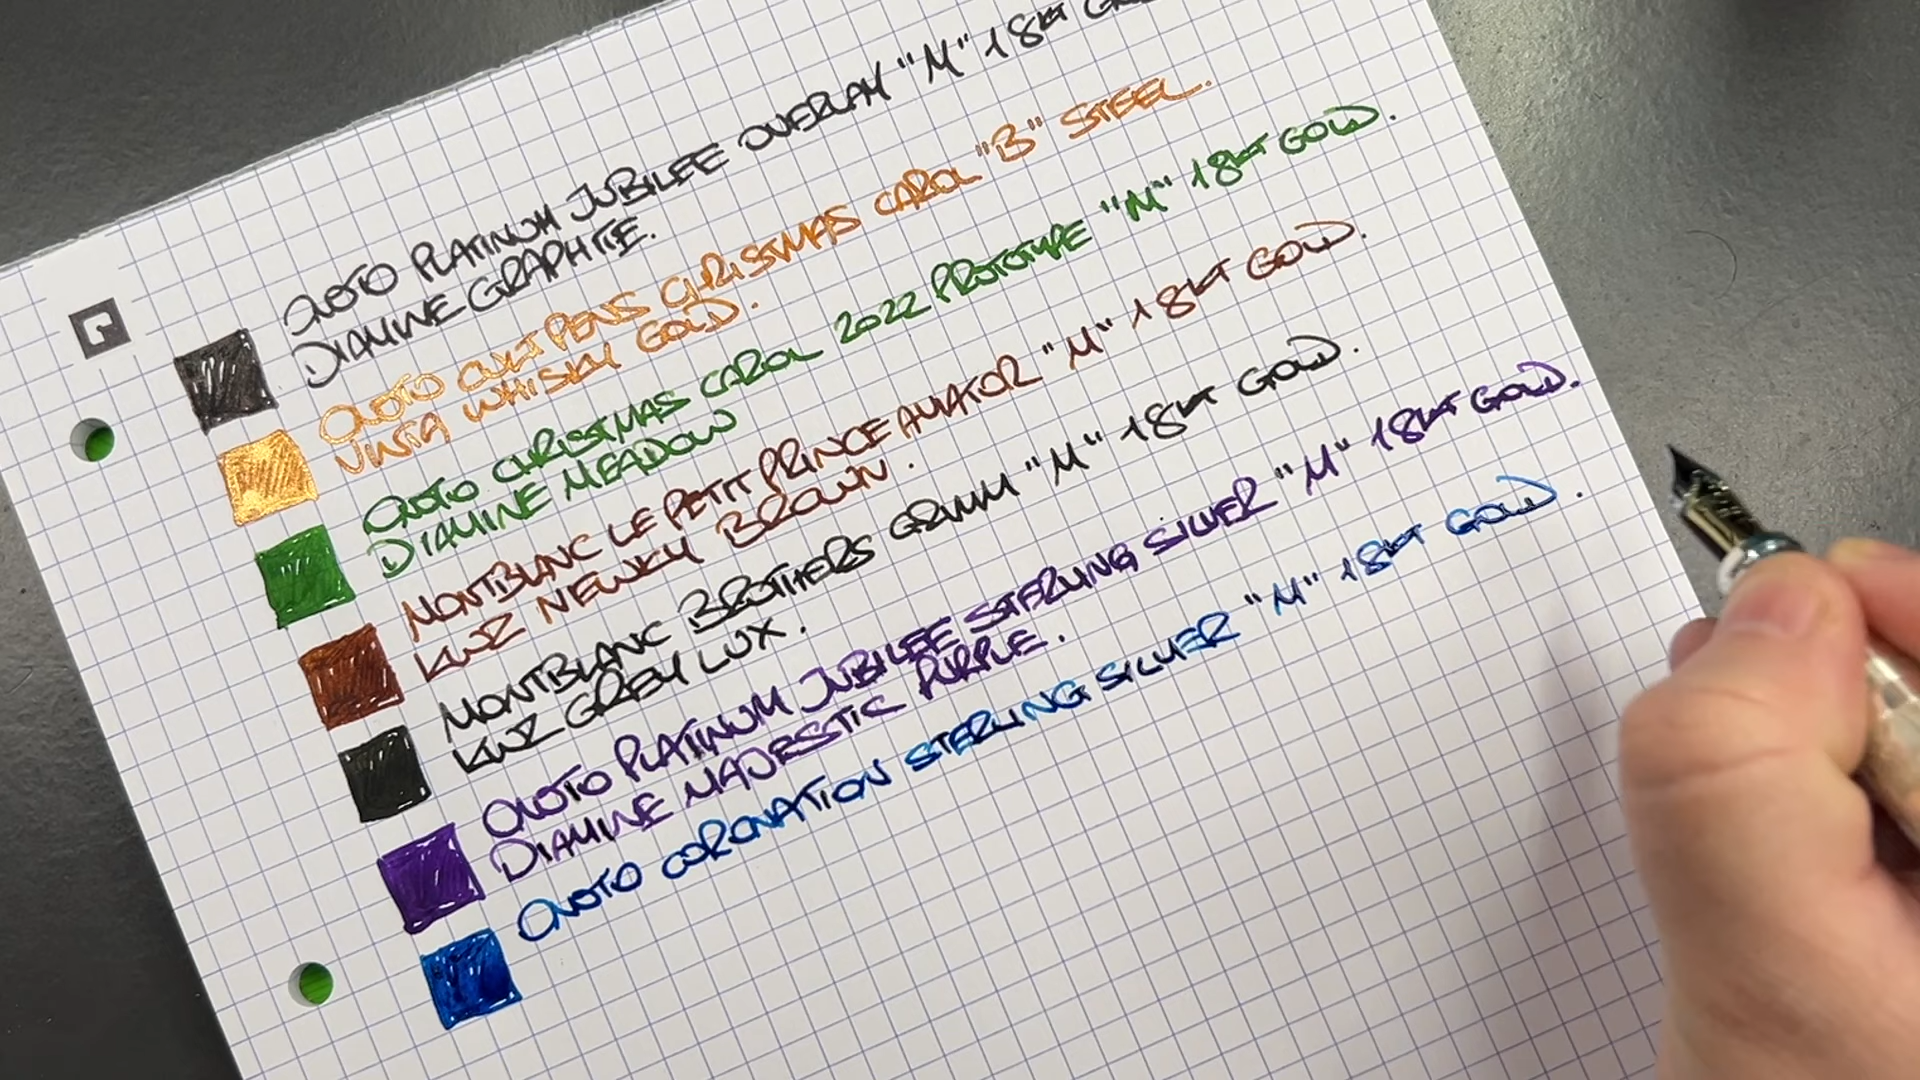 ONOTO PLATINUM JUBILEE OVERLAY "M" 18KT
DIAMINE GRAPHITE.
ONOTO CULT PENS CHRISTMAS CAROL "B" STEEL.
VINTA WHISKY GOLD.
ONOTO CHRISTMAS CAROL 2022 PROTOTYPE "M" 18KT GOLD.
DIAMINE MEADOW
MONTBLANC LE PETIT PRINCE AVIATOR "M" 18KT GOLD.
KWZ NEWKY BROWN.
MONTBLANC BROTHERS GRIMM "M" 18KT GOLD.
KWZ GREY LUX.
ONOTO PLATINUM JUBILEE STERLING SILVER "M" 18KT GOLD.
DIAMINE MAJESTIC PURPLE.
ONOTO CORONATION STERLING SILVER "M" 18KT GOLD.